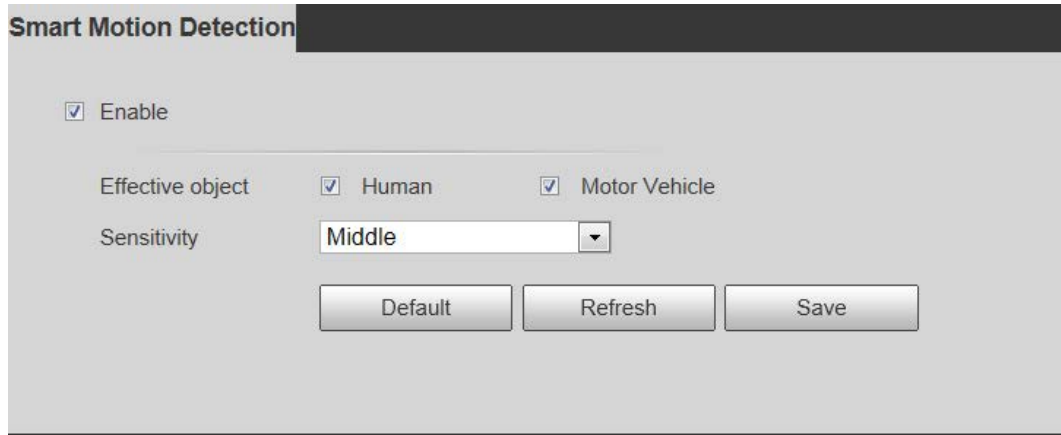 Smart Motion Detection
Enable
Effective object Human Motor Vehicle
Sensitivity Middle
Default Refresh Save